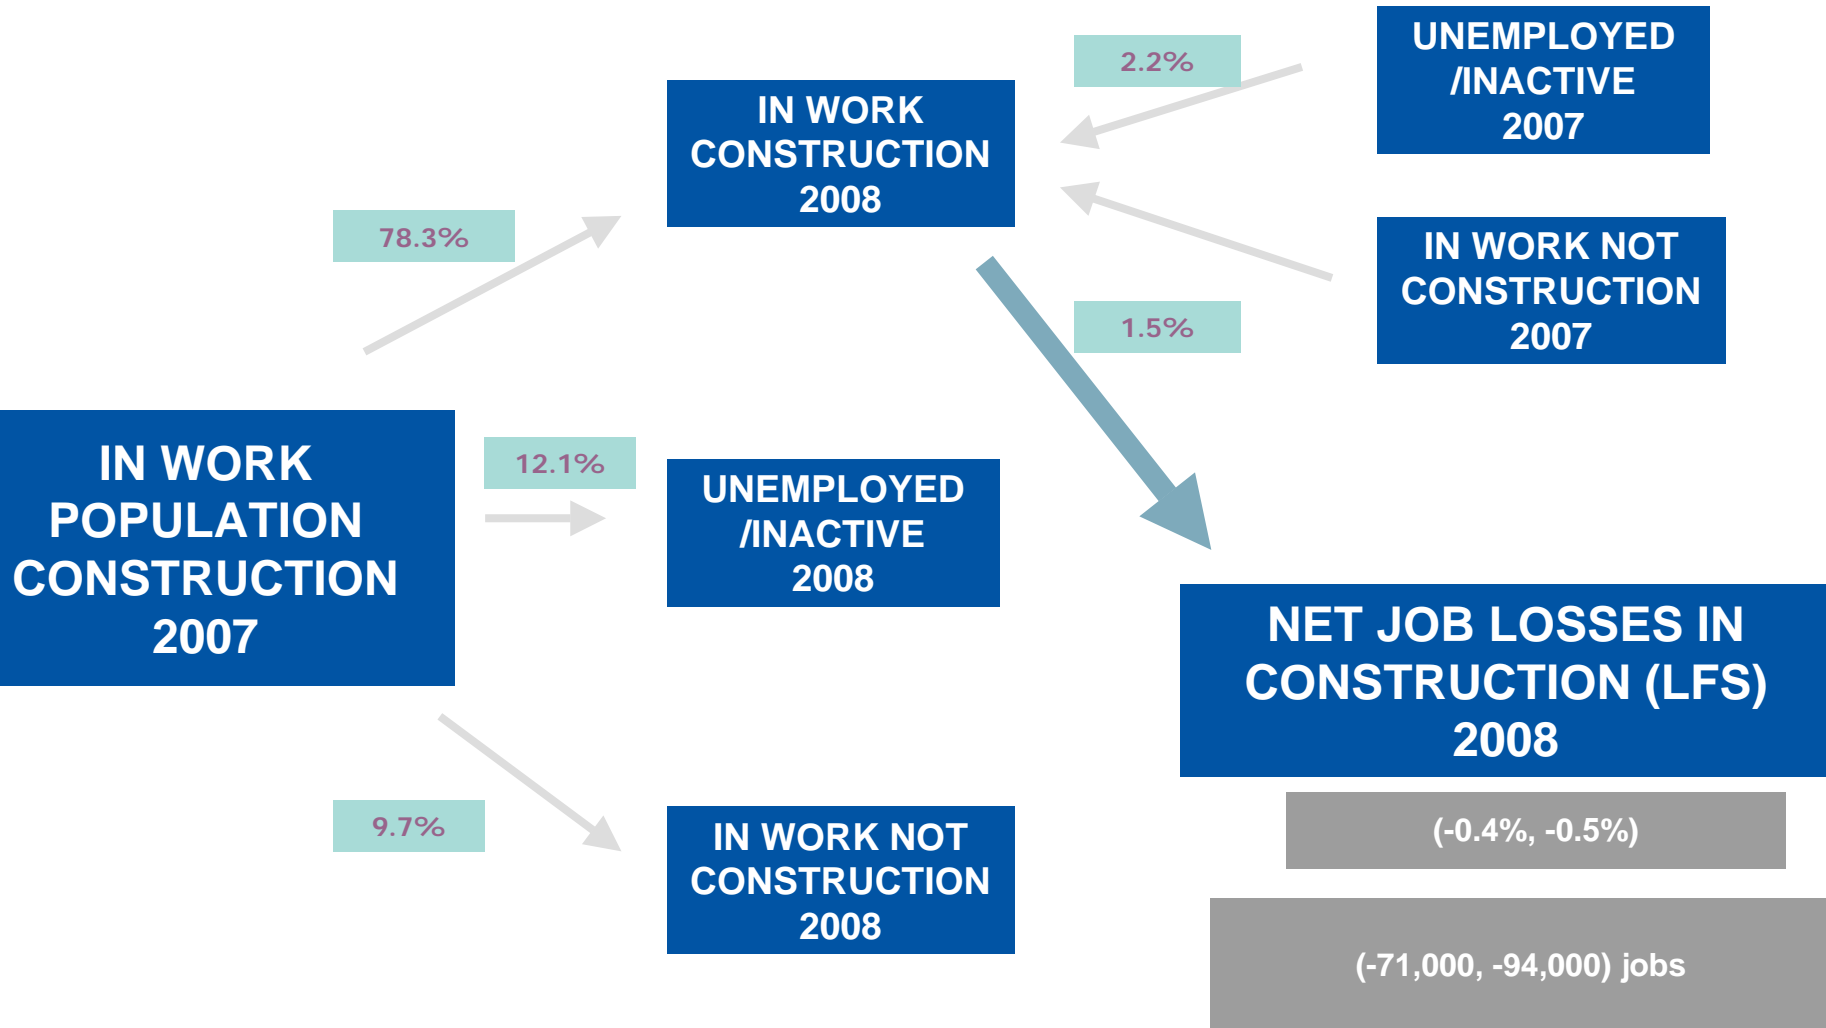 UNEMPLOYED
/INACTIVE
2007
2.2%
IN WORK
CONSTRUCTION
2008
78.3%
IN WORK NOT
CONSTRUCTION
2007
1.5%
IN WORK
POPULATION
CONSTRUCTION
2007
12.1%
UNEMPLOYED
/INACTIVE
2008
NET JOB LOSSES IN
CONSTRUCTION (LFS)
2008
9.7%
IN WORK NOT
CONSTRUCTION
2008
(-0.4%, -0.5%)
(-71,000, -94,000) jobs